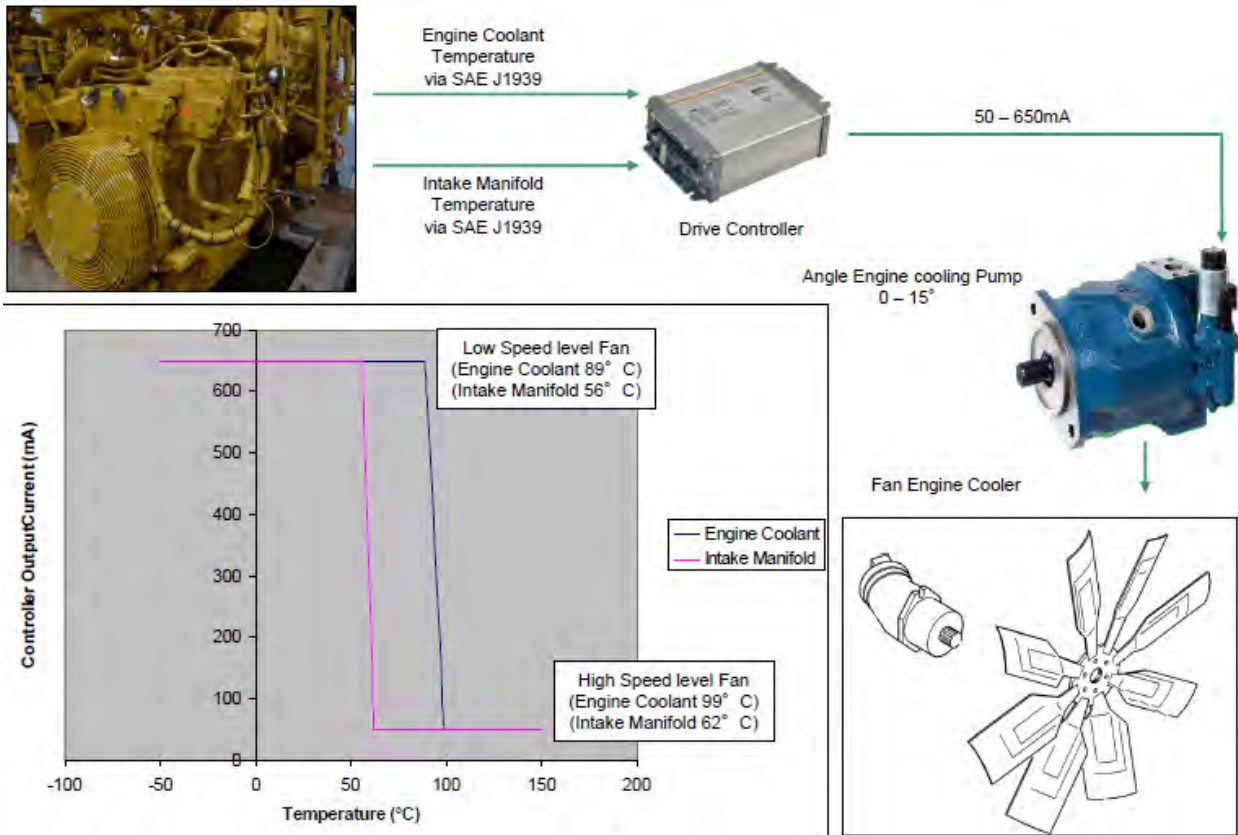 Engine Coolant
Temperature
via SAE J1939
Intake Manifold
Temperature
via SAE J1939
Drive Controller
50 – 650mA
Angle Engine cooling Pump
0 – 15°
Fan Engine Cooler
Controller OutputCurrent (mA)
700
600
500
400
300
200
100
0
-100
-50
0
50
100
150
200
Temperature (°C)
Low Speed level Fan
(Engine Coolant 89° C)
(Intake Manifold 56° C)
High Speed level Fan
(Engine Coolant 99° C)
(Intake Manifold 62° C)
Engine Coolant
Intake Manifold